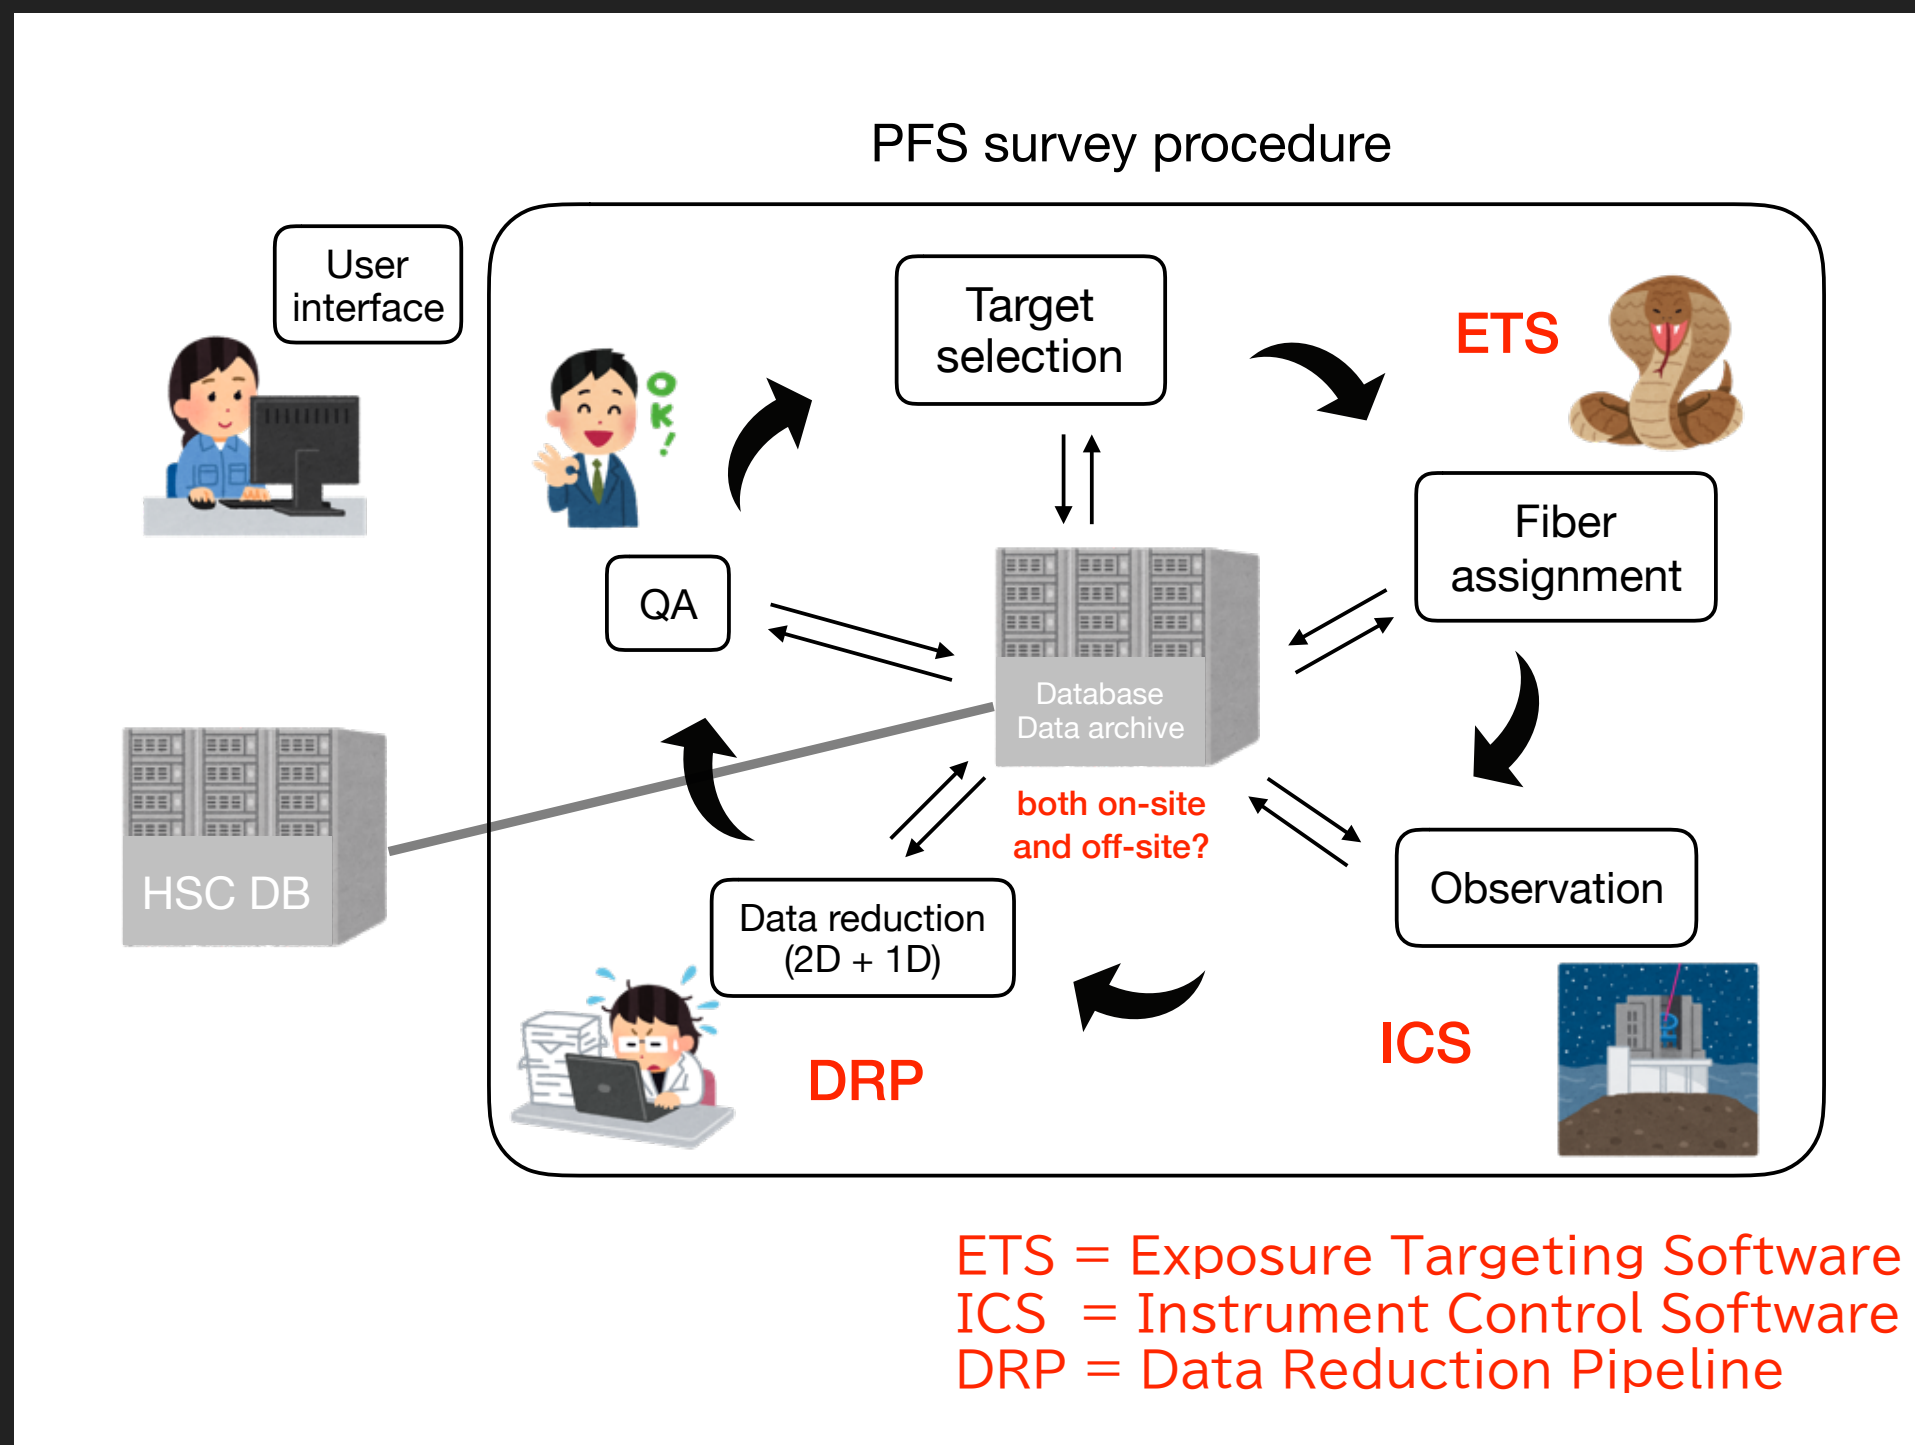 PFS survey procedure
User
interface
Target
selection
ETS
OK!
Fiber
assignment
QA
Database
Data archive
both on-site
and off-site?
HSC DB
Observation
Data reduction
(2D + 1D)
ICS
DRP
ETS = Exposure Targeting Software
ICS = Instrument Control Software
DRP = Data Reduction Pipeline